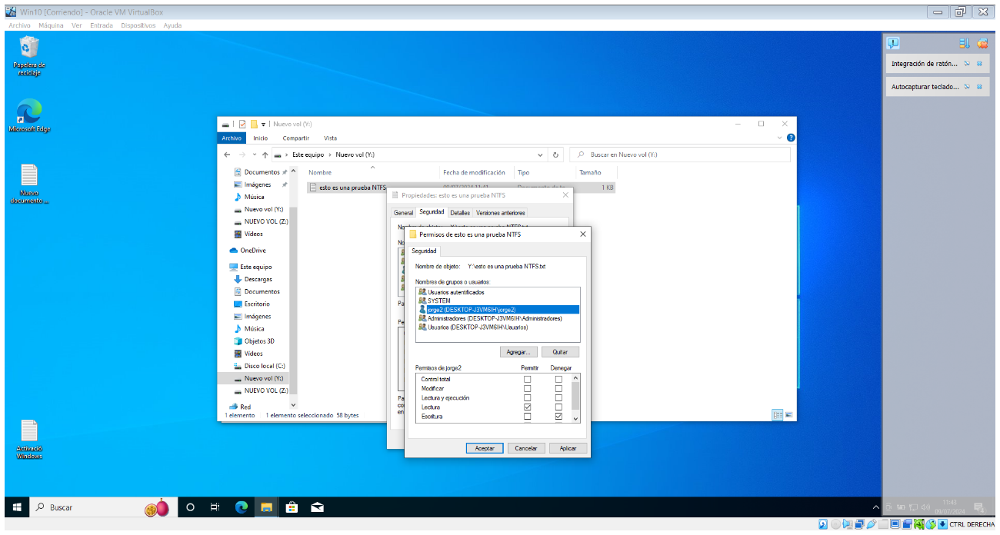 Win10 [Corriendo] - Oracle VM VirtualBox
Archivo Máquina Ver Entrada Dispositivos Ayuda
Papelera de
reciclaje
Microsoft Edge
Nuevo
documento ...
Activació
Windows
Integración de ratón...
Autocapturar teclado...
Nuevo vol (Y:)
Archivo Inicio Compartir Vista
Este equipo > Nuevo vol (Y:)
Buscar en Nuevo vol (Y:)
Documentos
Imágenes
Música
Nuevo vol (Y:)
NUEVO VOL (Z:)
Vídeos
OneDrive
Este equipo
Descargas
Documentos
Escritorio
Imágenes
Música
Objetos 3D
Vídeos
Disco local (C:)
Nuevo vol (Y:)
NUEVO VOL (Z:)
Red
Nombre Fecha de modificación Tipo Tamaño
esto es una prueba NTFS 1 KB
1 elemento 1 elemento seleccionado 58 bytes
Propiedades: esto es una prueba NTFS
General Seguridad Detalles Versiones anteriores
Permisos de esto es una prueba NTFS
Seguridad
Nombre de objeto: Y:\esto es una prueba NTFS.txt
Nombres de grupos o usuarios:
Usuarios autentificados
SYSTEM
jorge2 (DESKTOP-J3VM6IH\jorge2)
Administradores (DESKTOP-J3VM6IH\Administradores)
Usuarios (DESKTOP-J3VM6IH\Usuarios)
Agregar... Quitar
Permisos de jorge2 Permitir Denegar
Control total
Modificar
Lectura y ejecución
Lectura
Escritura
Aceptar Cancelar Aplicar
Buscar
11:43
09/07/2024
CTRL DERECHA